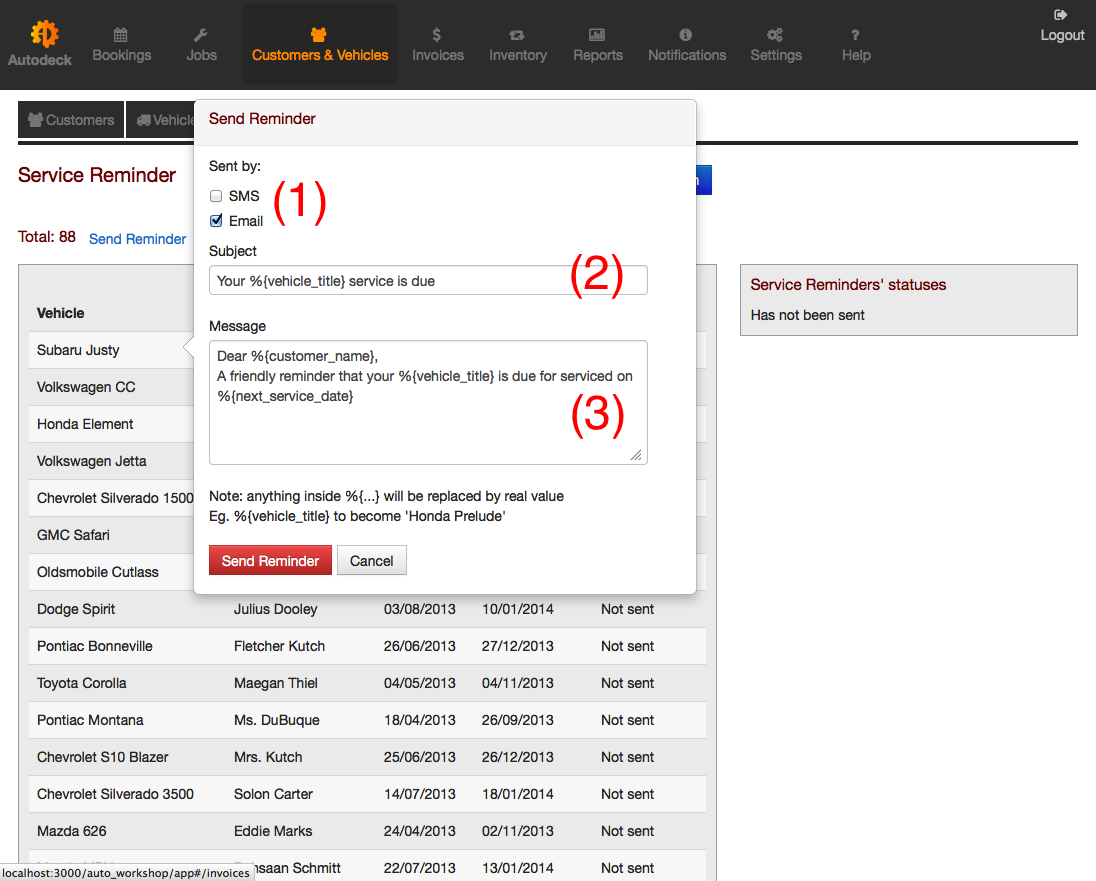 Autodeck
Bookings
Jobs
Customers & Vehicles
Invoices
Inventory
Reports
Notifications
Settings
? Help
Logout
Customers
Vehicle
Send Reminder
Service Reminder
Sent by:
SMS
Email
(1)
Total: 88 Send Reminder
Subject
Your %{vehicle_title} service is due
(2)
Service Reminders' statuses
Has not been sent
Message
Dear %{customer_name},
A friendly reminder that your %{vehicle_title} is due for serviced on
%{next_service_date}
(3)
Note: anything inside %{...} will be replaced by real value
Eg. %{vehicle_title} to become 'Honda Prelude'
Send Reminder Cancel
Vehicle
Subaru Justy
Volkswagen CC
Honda Element
Volkswagen Jetta
Chevrolet Silverado 1500
GMC Safari
Oldsmobile Cutlass
Dodge Spirit Julius Dooley 03/08/2013 10/01/2014 Not sent
Pontiac Bonneville Fletcher Kutch 26/06/2013 27/12/2013 Not sent
Toyota Corolla Maegan Thiel 04/05/2013 04/11/2013 Not sent
Pontiac Montana Ms. DuBuque 18/04/2013 26/09/2013 Not sent
Chevrolet S10 Blazer Mrs. Kutch 25/06/2013 26/12/2013 Not sent
Chevrolet Silverado 3500 Solon Carter 14/07/2013 18/01/2014 Not sent
Mazda 626 Eddie Marks 24/04/2013 02/11/2013 Not sent
Schmitt 22/07/2013 13/01/2014 Not sent
localhost:3000/auto_workshop/app#/invoices